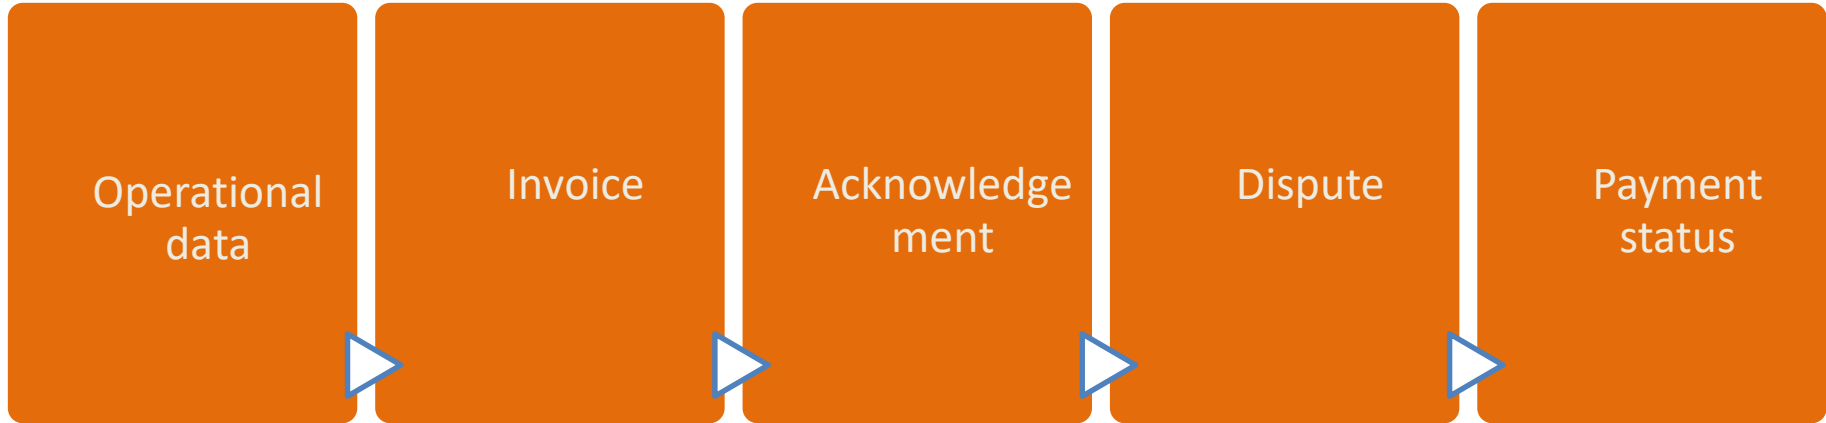 Operational
data
Invoice
Acknowledge
ment
Dispute
Payment
status